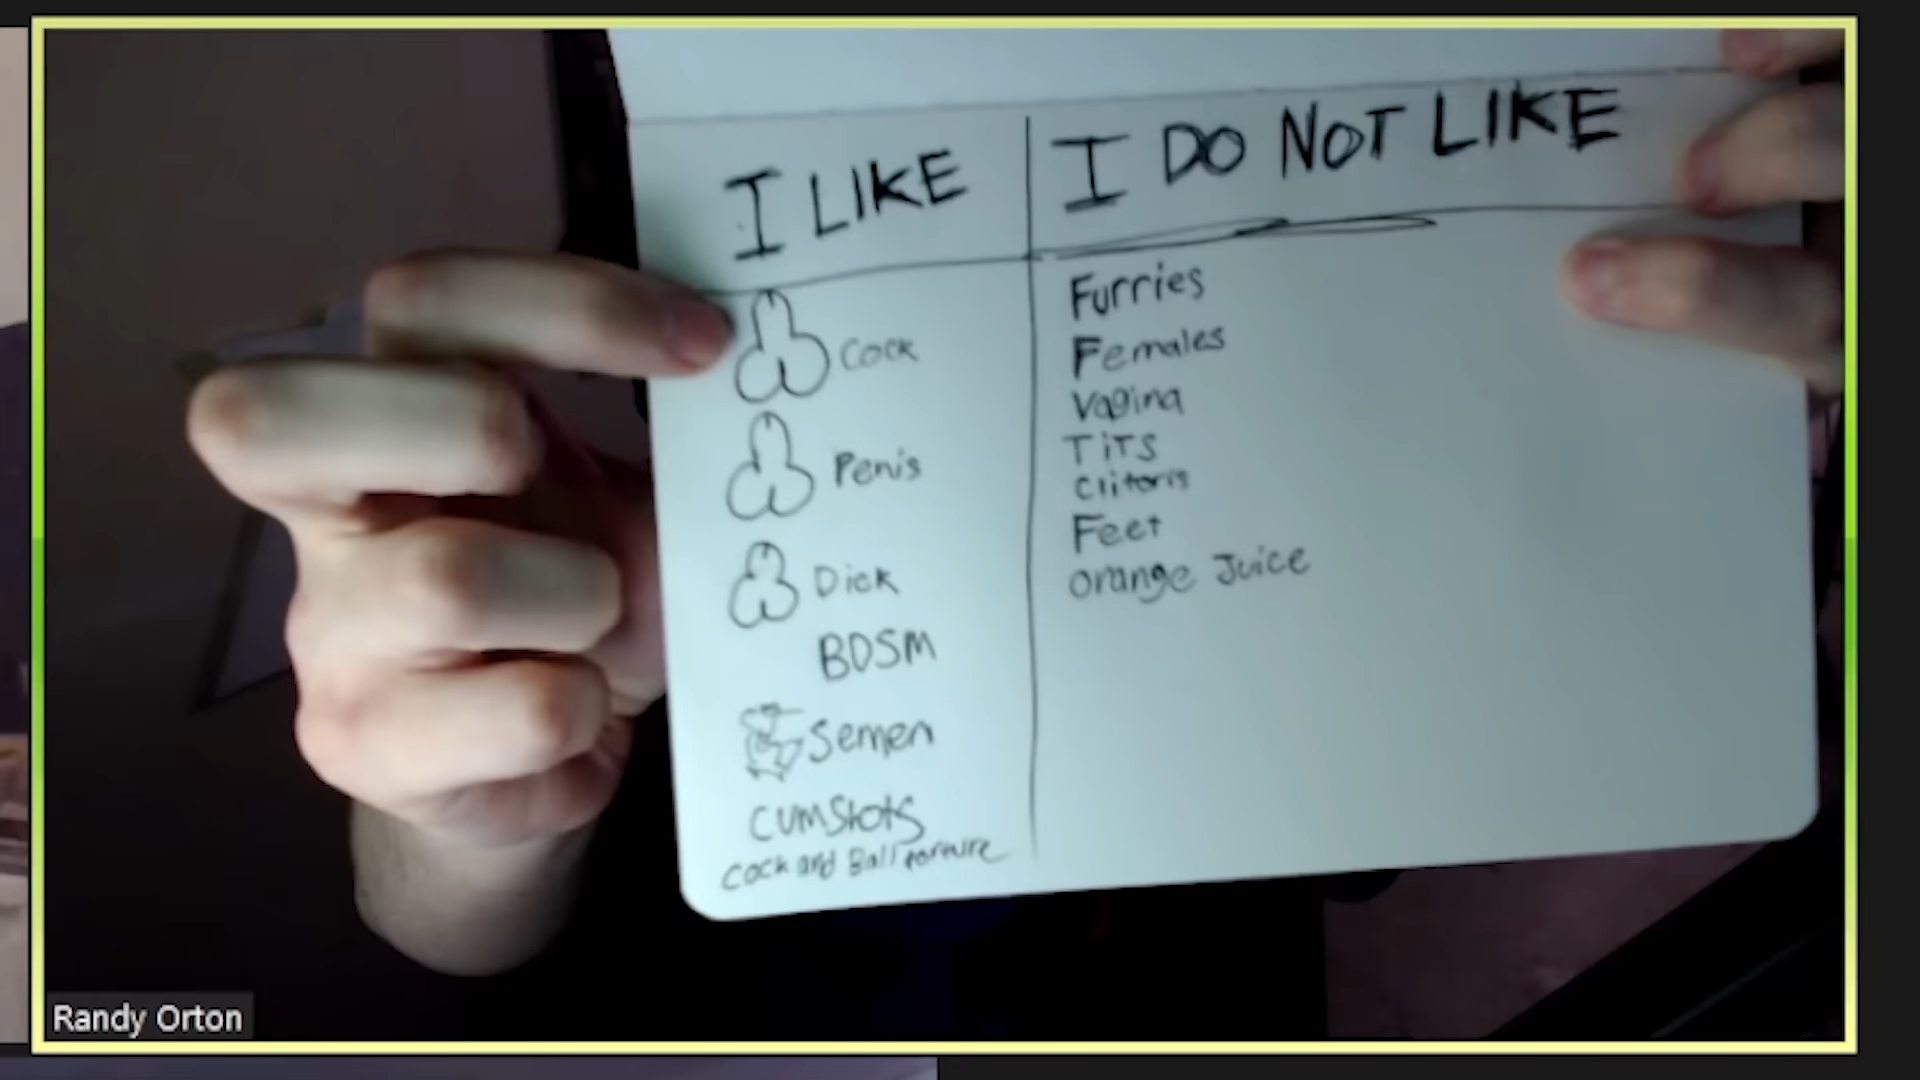 I LIKE
I DO NOT LIKE
Cock
Penis
Dick
BDSM
Semen
CUMSHOTS
Cock and Ball torture
Furries
Females
Vagina
TiTS
Clitoris
Feet
Orange Juice
Randy Orton